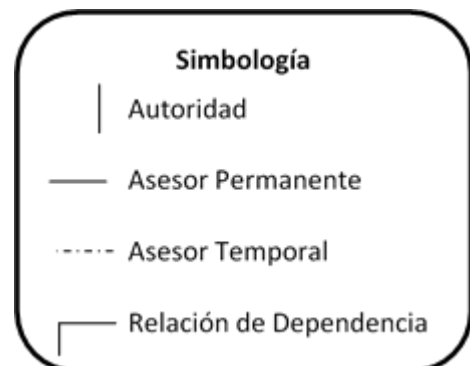 Simbología
Autoridad
Asesor Permanente
Asesor Temporal
Relación de Dependencia